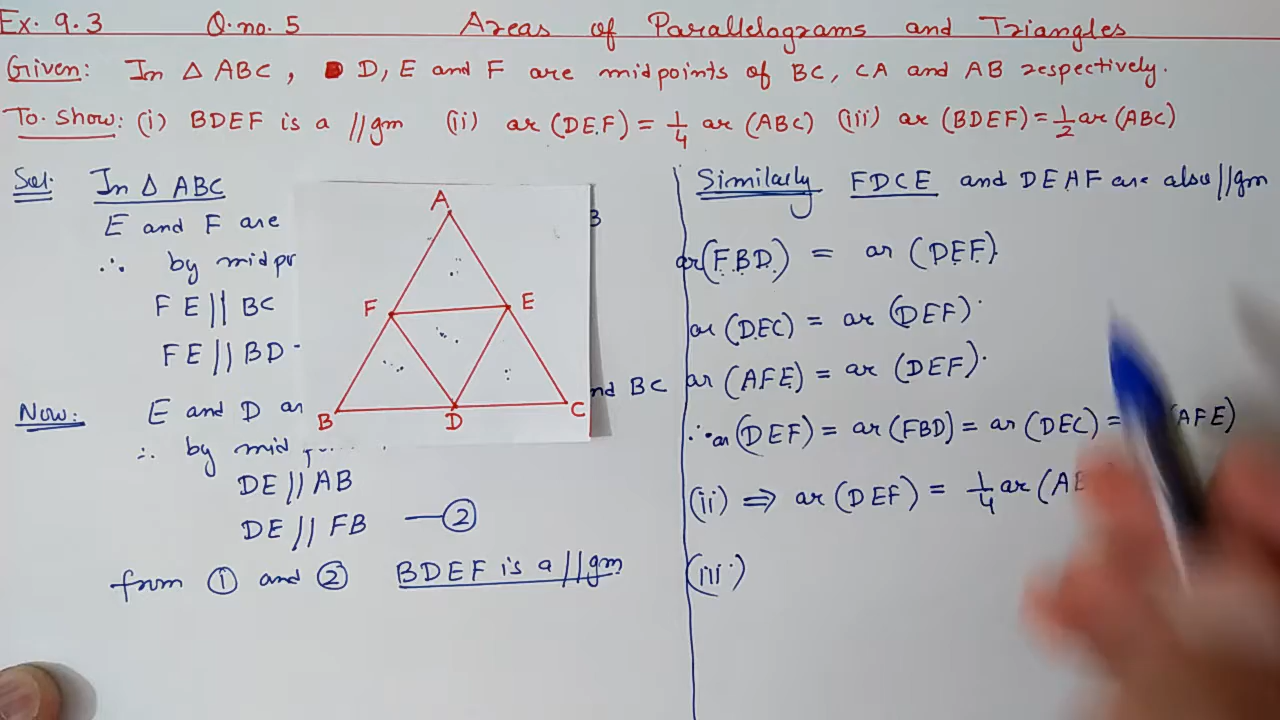 Ex. 9.3 Q.no. 5 Areas of Parallelograms and Triangles
Given: In △ ABC, D, E and F are midpoints of BC, CA and AB respectively.
To show: (i) BDEF is a //gm (ii) ar (DEF) = 1/4 ar (ABC) (iii) ar (BDEF) = 1/2 ar (ABC)
Sol: In △ ABC
E and F are
∴ by
FE || BC
FE || BD
Now: E and D
∴ by mid
DE // AB
DE // FB — ②
from ① and ② BDEF is a //gm
A
F
E
B
D
C
nd BC
Similarly FDCE and DEAF are also //gm
ar (FBD) = ar (DEF)
ar (DEC) = ar (DEF)
ar (AFE) = ar (DEF)
∴ ar (DEF) = ar (FBD) = ar (DEC) = (AFE)
(ii) ⇒ ar (DEF) = 1/4 ar (
(iii)